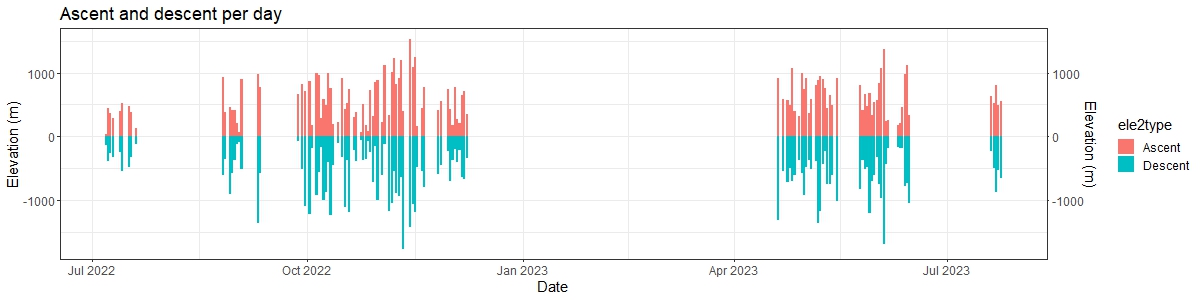 Ascent and descent per day
Elevation (m)
1000
0
-1000
1000
0
-1000
Elevation (m)
ele2type
Ascent
Descent
Jul 2022
Oct 2022
Jan 2023
Apr 2023
Jul 2023
Date